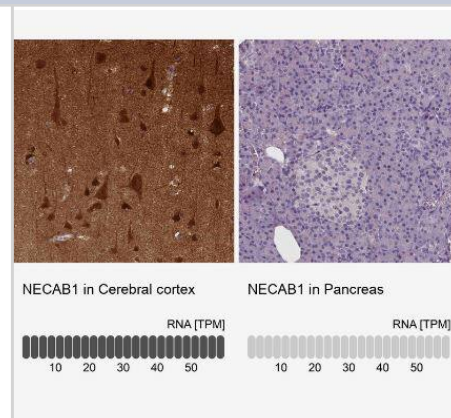 NECAB1 in Cerebral cortex
RNA [TPM]
10 20 30 40 50
NECAB1 in Pancreas
RNA [TPM]
10 20 30 40 50